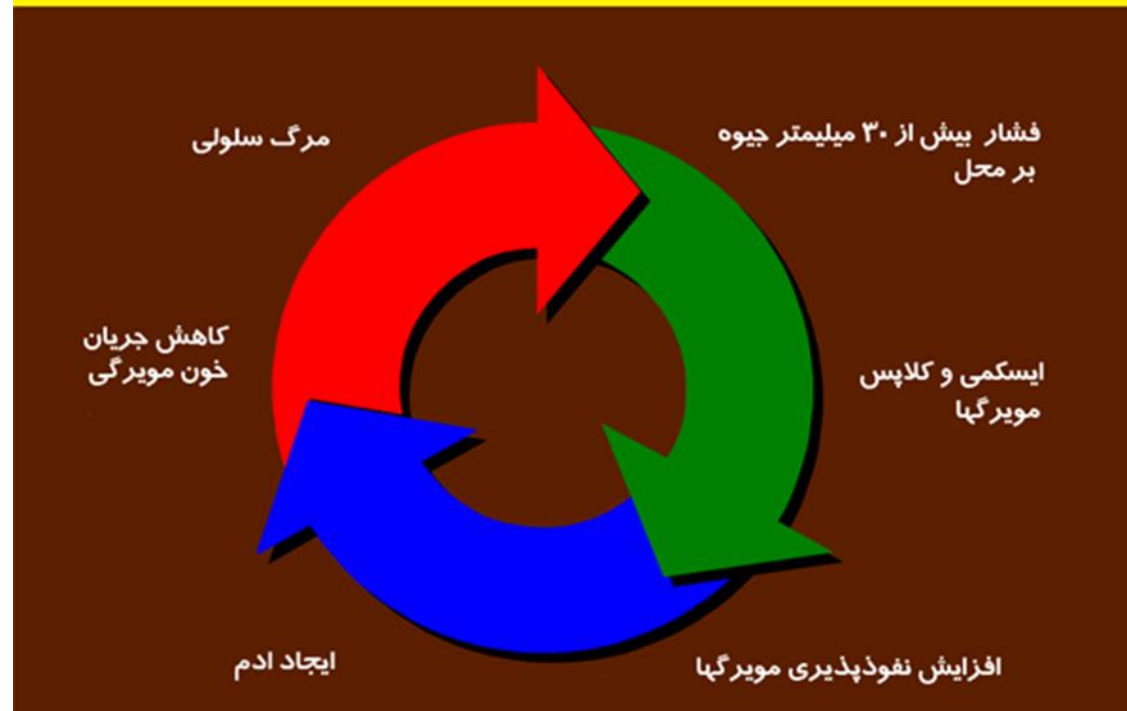 فشار بیش از ۳۰ میلیمتر جیوه
بر محل
ایسکمی و کلاپس
مویرگها
افزایش نفوذپذیری مویرگها
ایجاد ادم
کاهش جریان
خون مویرگی
مرگ سلولی